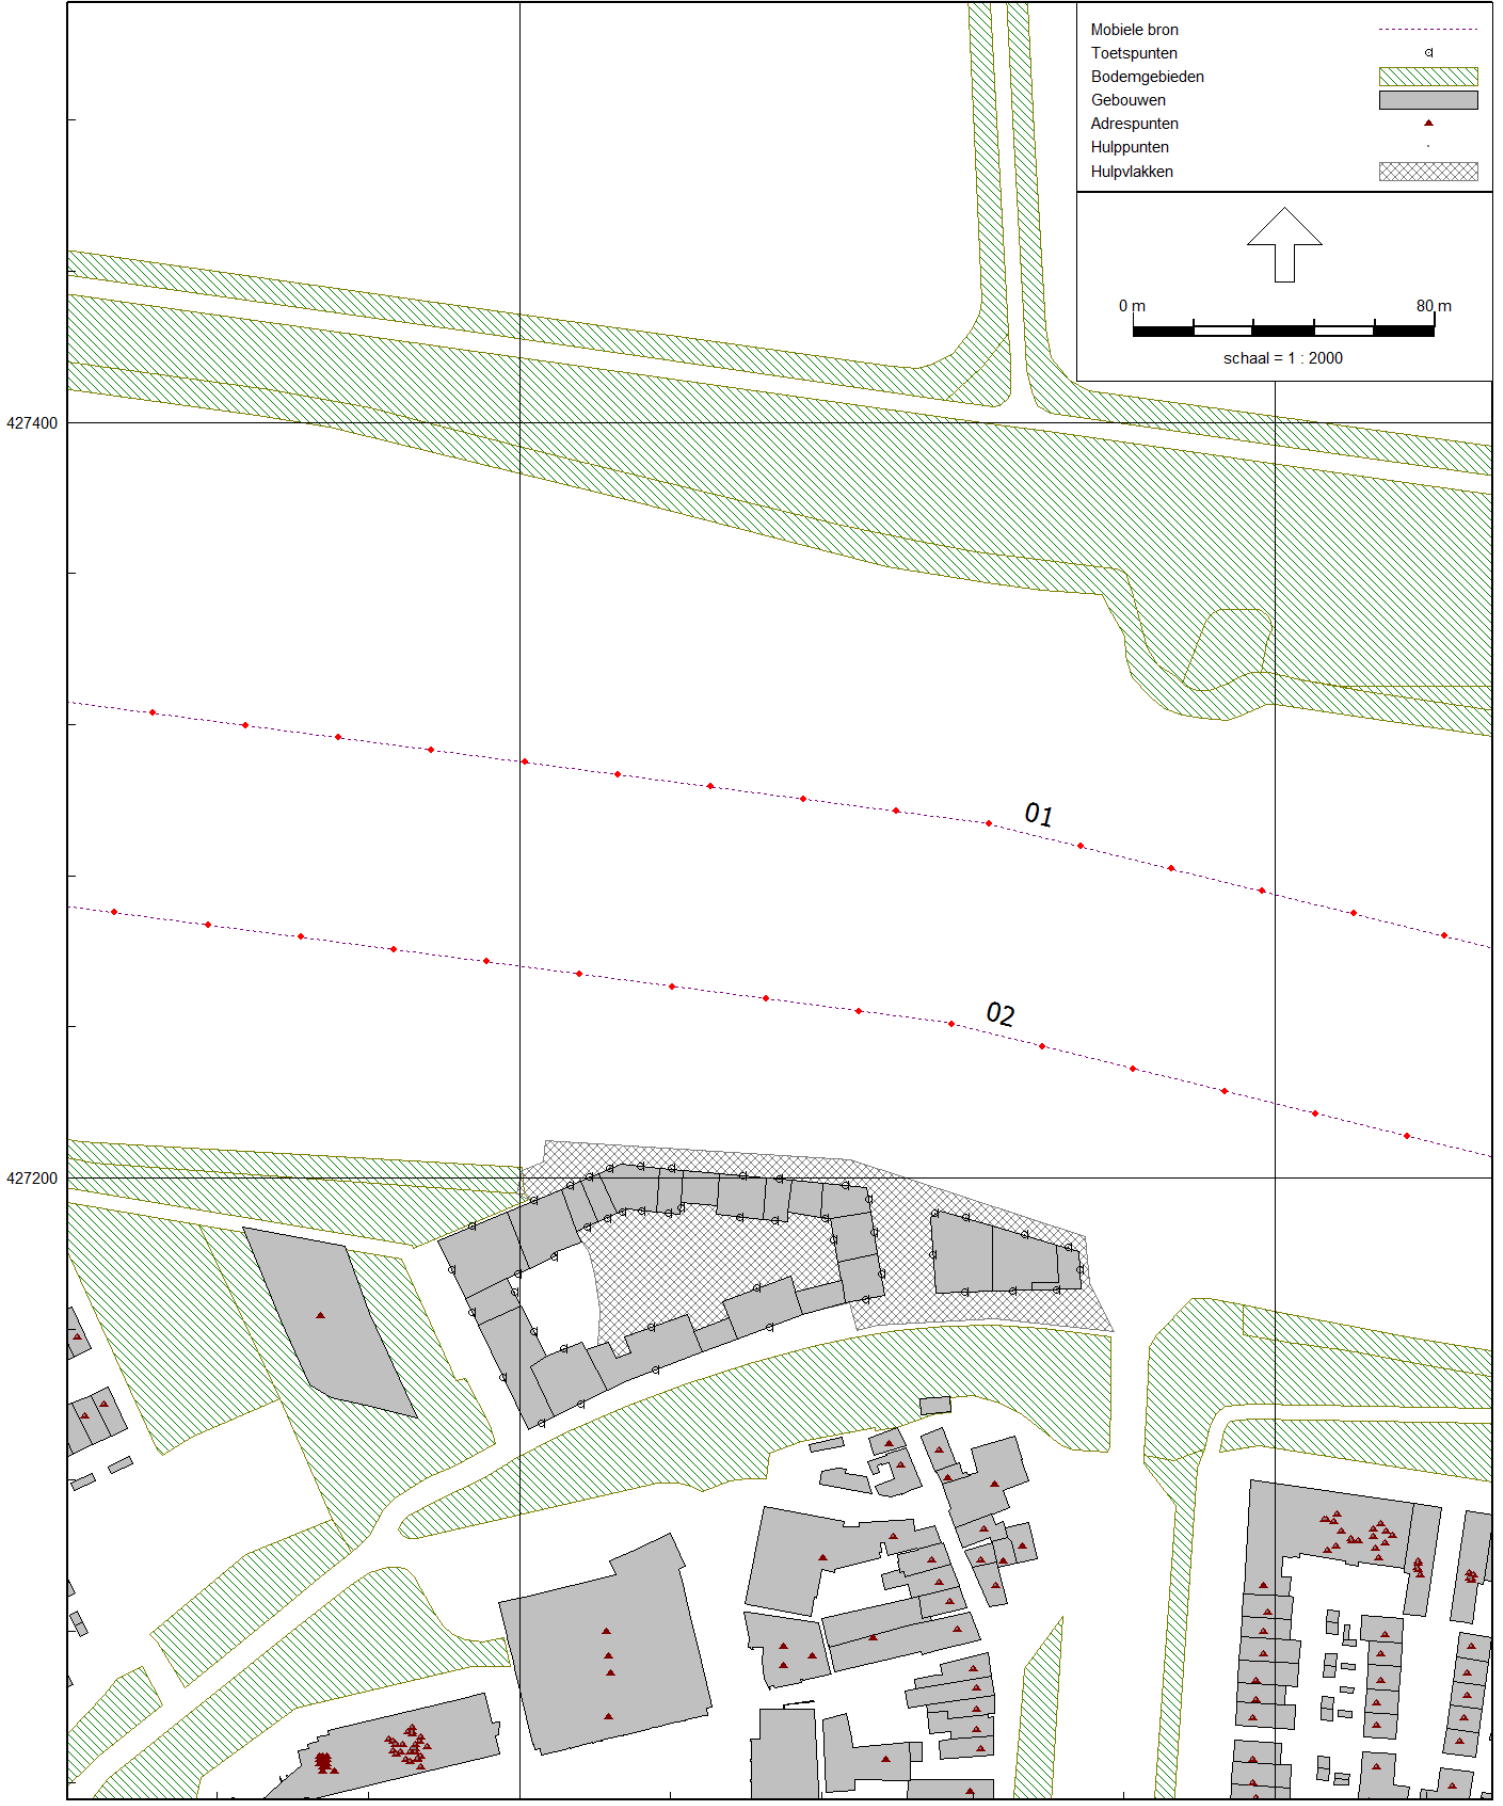 Mobiele bron
Toetspunten
Bodemgebieden
Gebouwen
Adrespunten
Hulppunten
Hulpvlakken
0 m 80 m
schaal = 1 : 2000
427400
01
02
427200